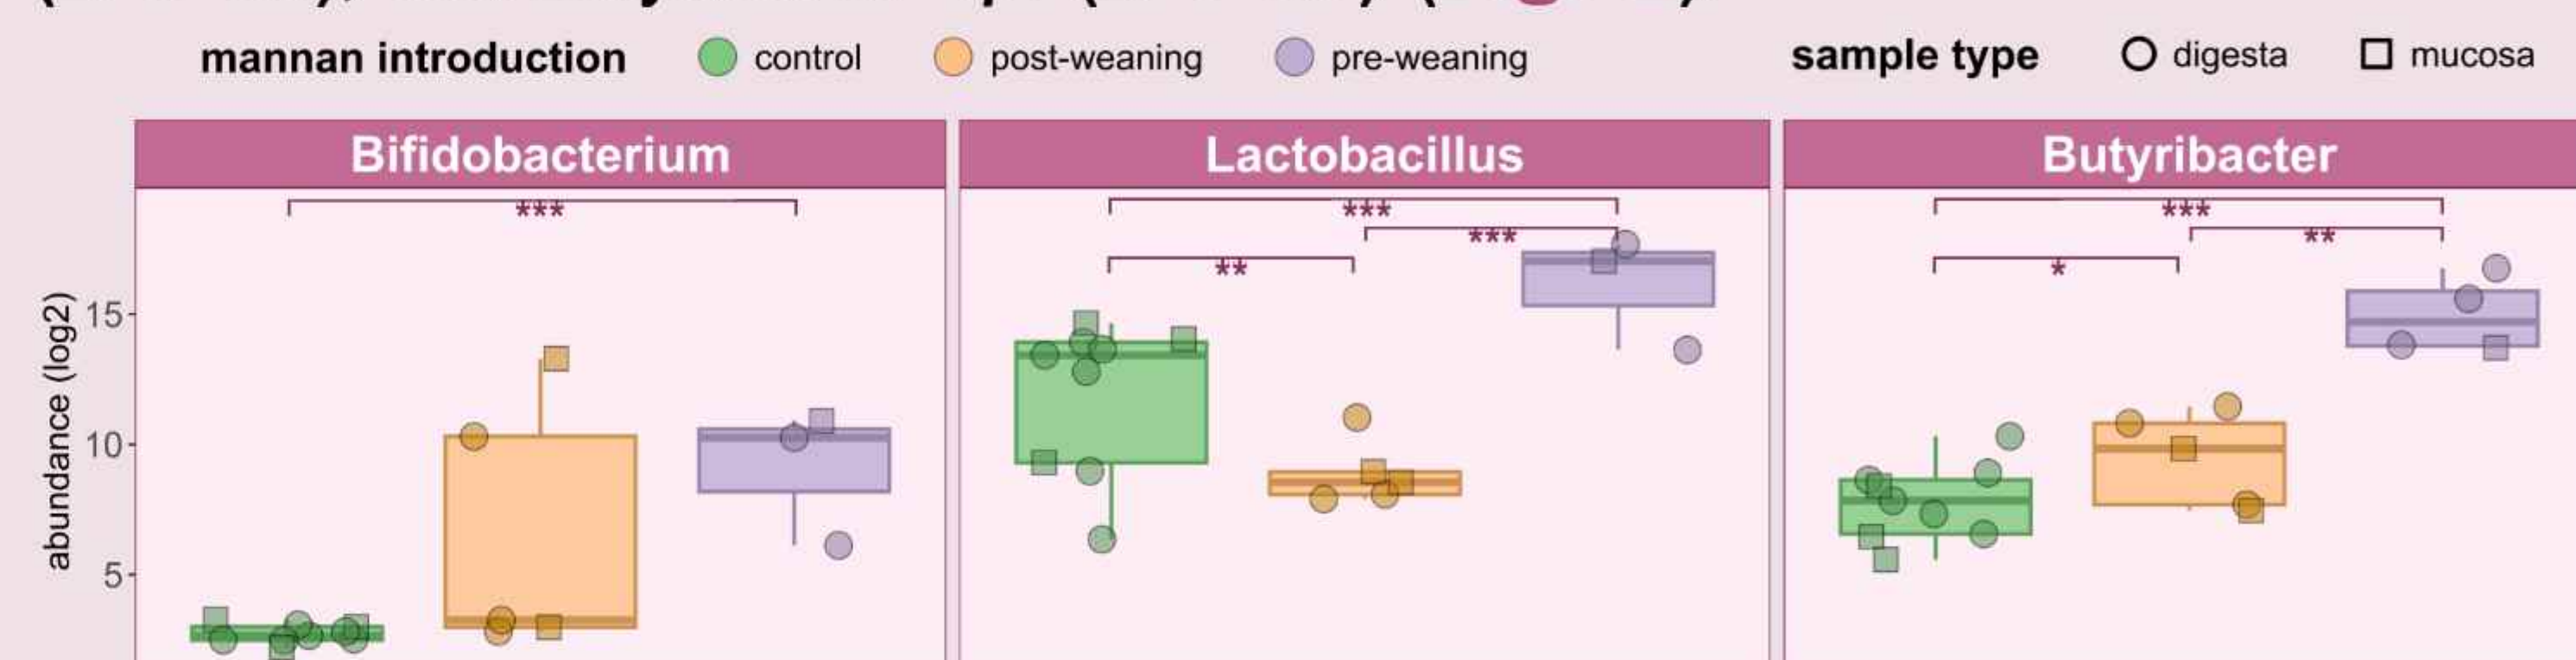 mannan introduction control post-weaning pre-weaning sample type digesta mucosa
Bifidobacterium Lactobacillus Butyribacter
*** *** ***
*** **
** *
abundance (log2)
15
10
5